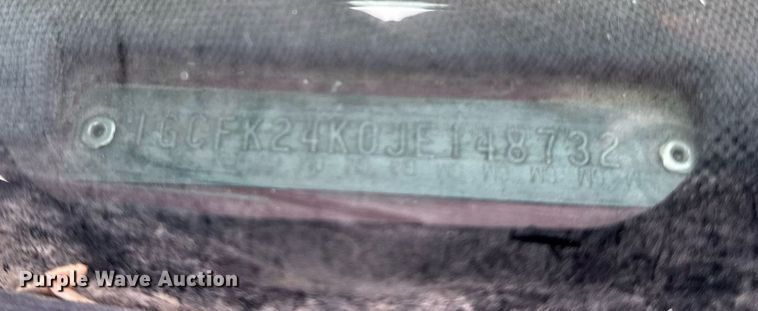 1GCFK24K0JE148732
Purple Wave Auction